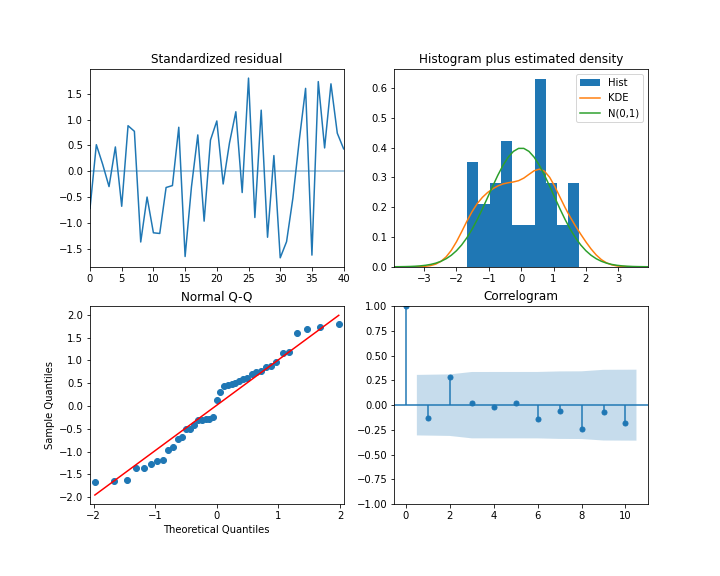 Standardized residual
1.5
1.0
0.5
0.0
−0.5
−1.0
−1.5
0 5 10 15 20 25 30 35 40
Histogram plus estimated density
Hist
KDE
N(0,1)
0.6
0.5
0.4
0.3
0.2
0.1
0.0
−3 −2 −1 0 1 2 3
Normal Q-Q
Sample Quantiles
2.0
1.5
1.0
0.5
0.0
−0.5
−1.0
−1.5
−2.0
−2 −1 0 1 2
Theoretical Quantiles
Correlogram
1.00
0.75
0.50
0.25
0.00
−0.25
−0.50
−0.75
−1.00
0 2 4 6 8 10